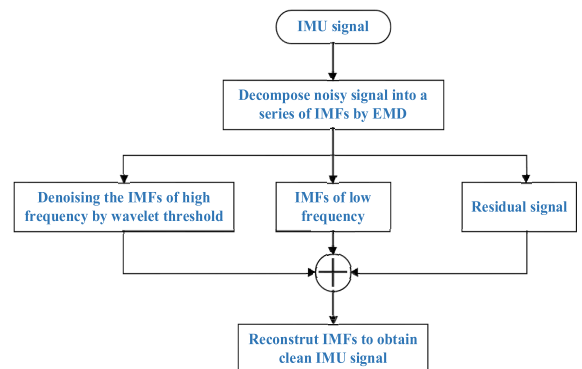 IMU signal
Decompose noisy signal into a
series of IMFs by EMD
Denoising the IMFs of high
frequency by wavelet threshold
IMFs of low
frequency
Residual signal
Reconstrut IMFs to obtain
clean IMU signal